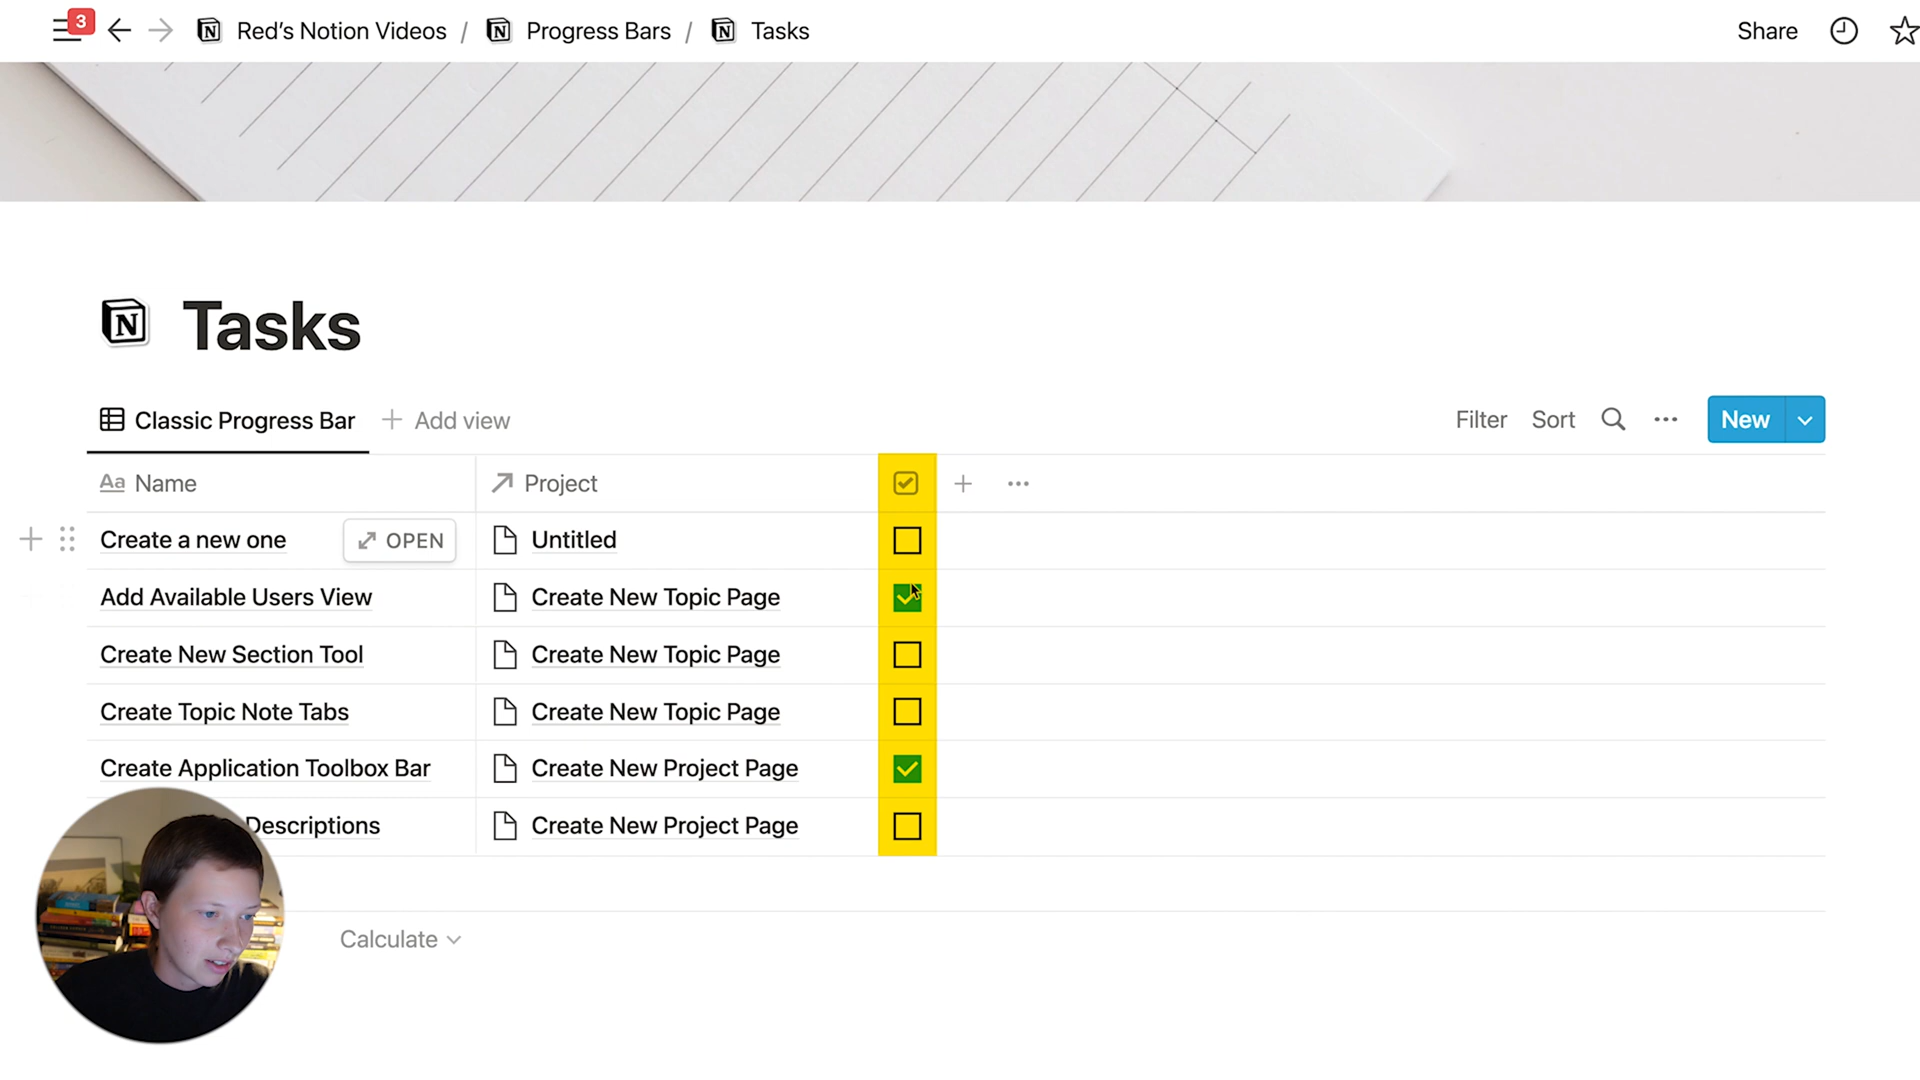 3
Red's Notion Videos / Progress Bars / Tasks
Share
Tasks
Classic Progress Bar
Add view
Filter Sort
New
Aa Name
Project
Create a new one
OPEN
Untitled
Add Available Users View
Create New Topic Page
Create New Section Tool
Create New Topic Page
Create Topic Note Tabs
Create New Topic Page
Create Application Toolbox Bar
Create New Project Page
Descriptions
Create New Project Page
Calculate